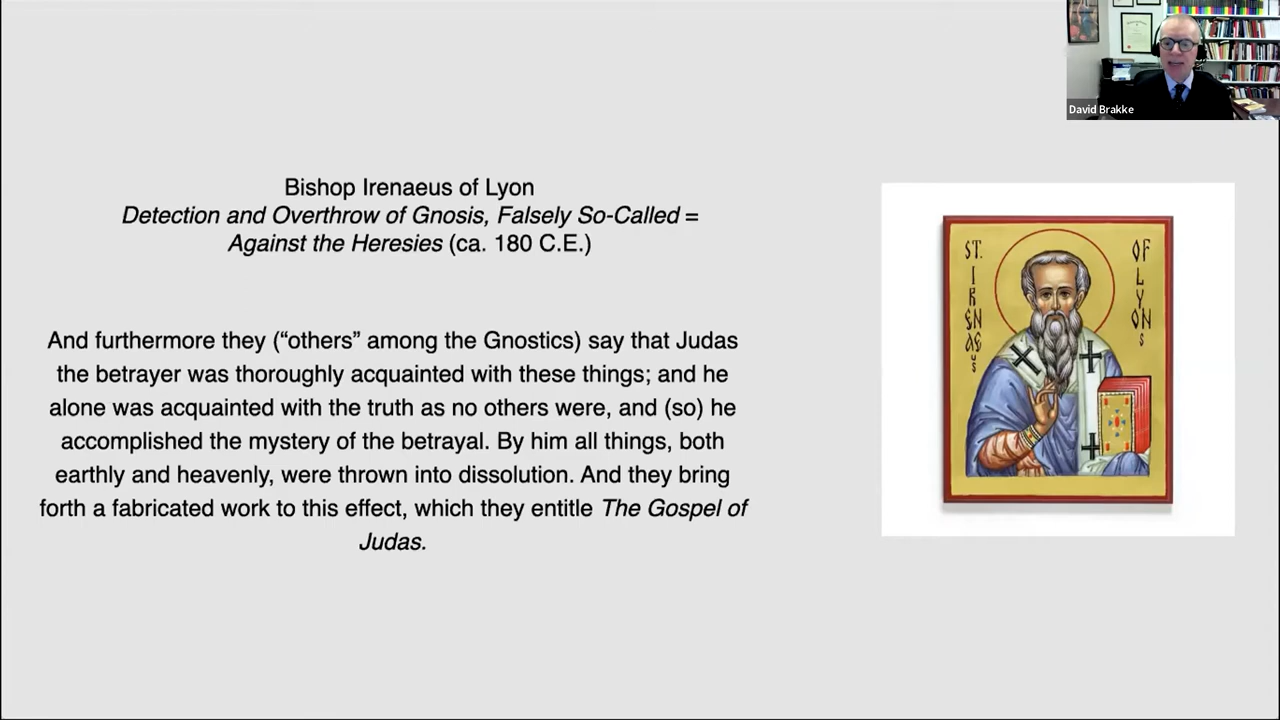 David Brakke
Bishop Irenaeus of Lyon
Detection and Overthrow of Gnosis, Falsely So-Called =
Against the Heresies (ca. 180 C.E.)
And furthermore they (“others” among the Gnostics) say that Judas
the betrayer was thoroughly acquainted with these things; and he
alone was acquainted with the truth as no others were, and (so) he
accomplished the mystery of the betrayal. By him all things, both
earthly and heavenly, were thrown into dissolution. And they bring
forth a fabricated work to this effect, which they entitle The Gospel of
Judas.
ST.
IRENAEUS
OF
LYONS